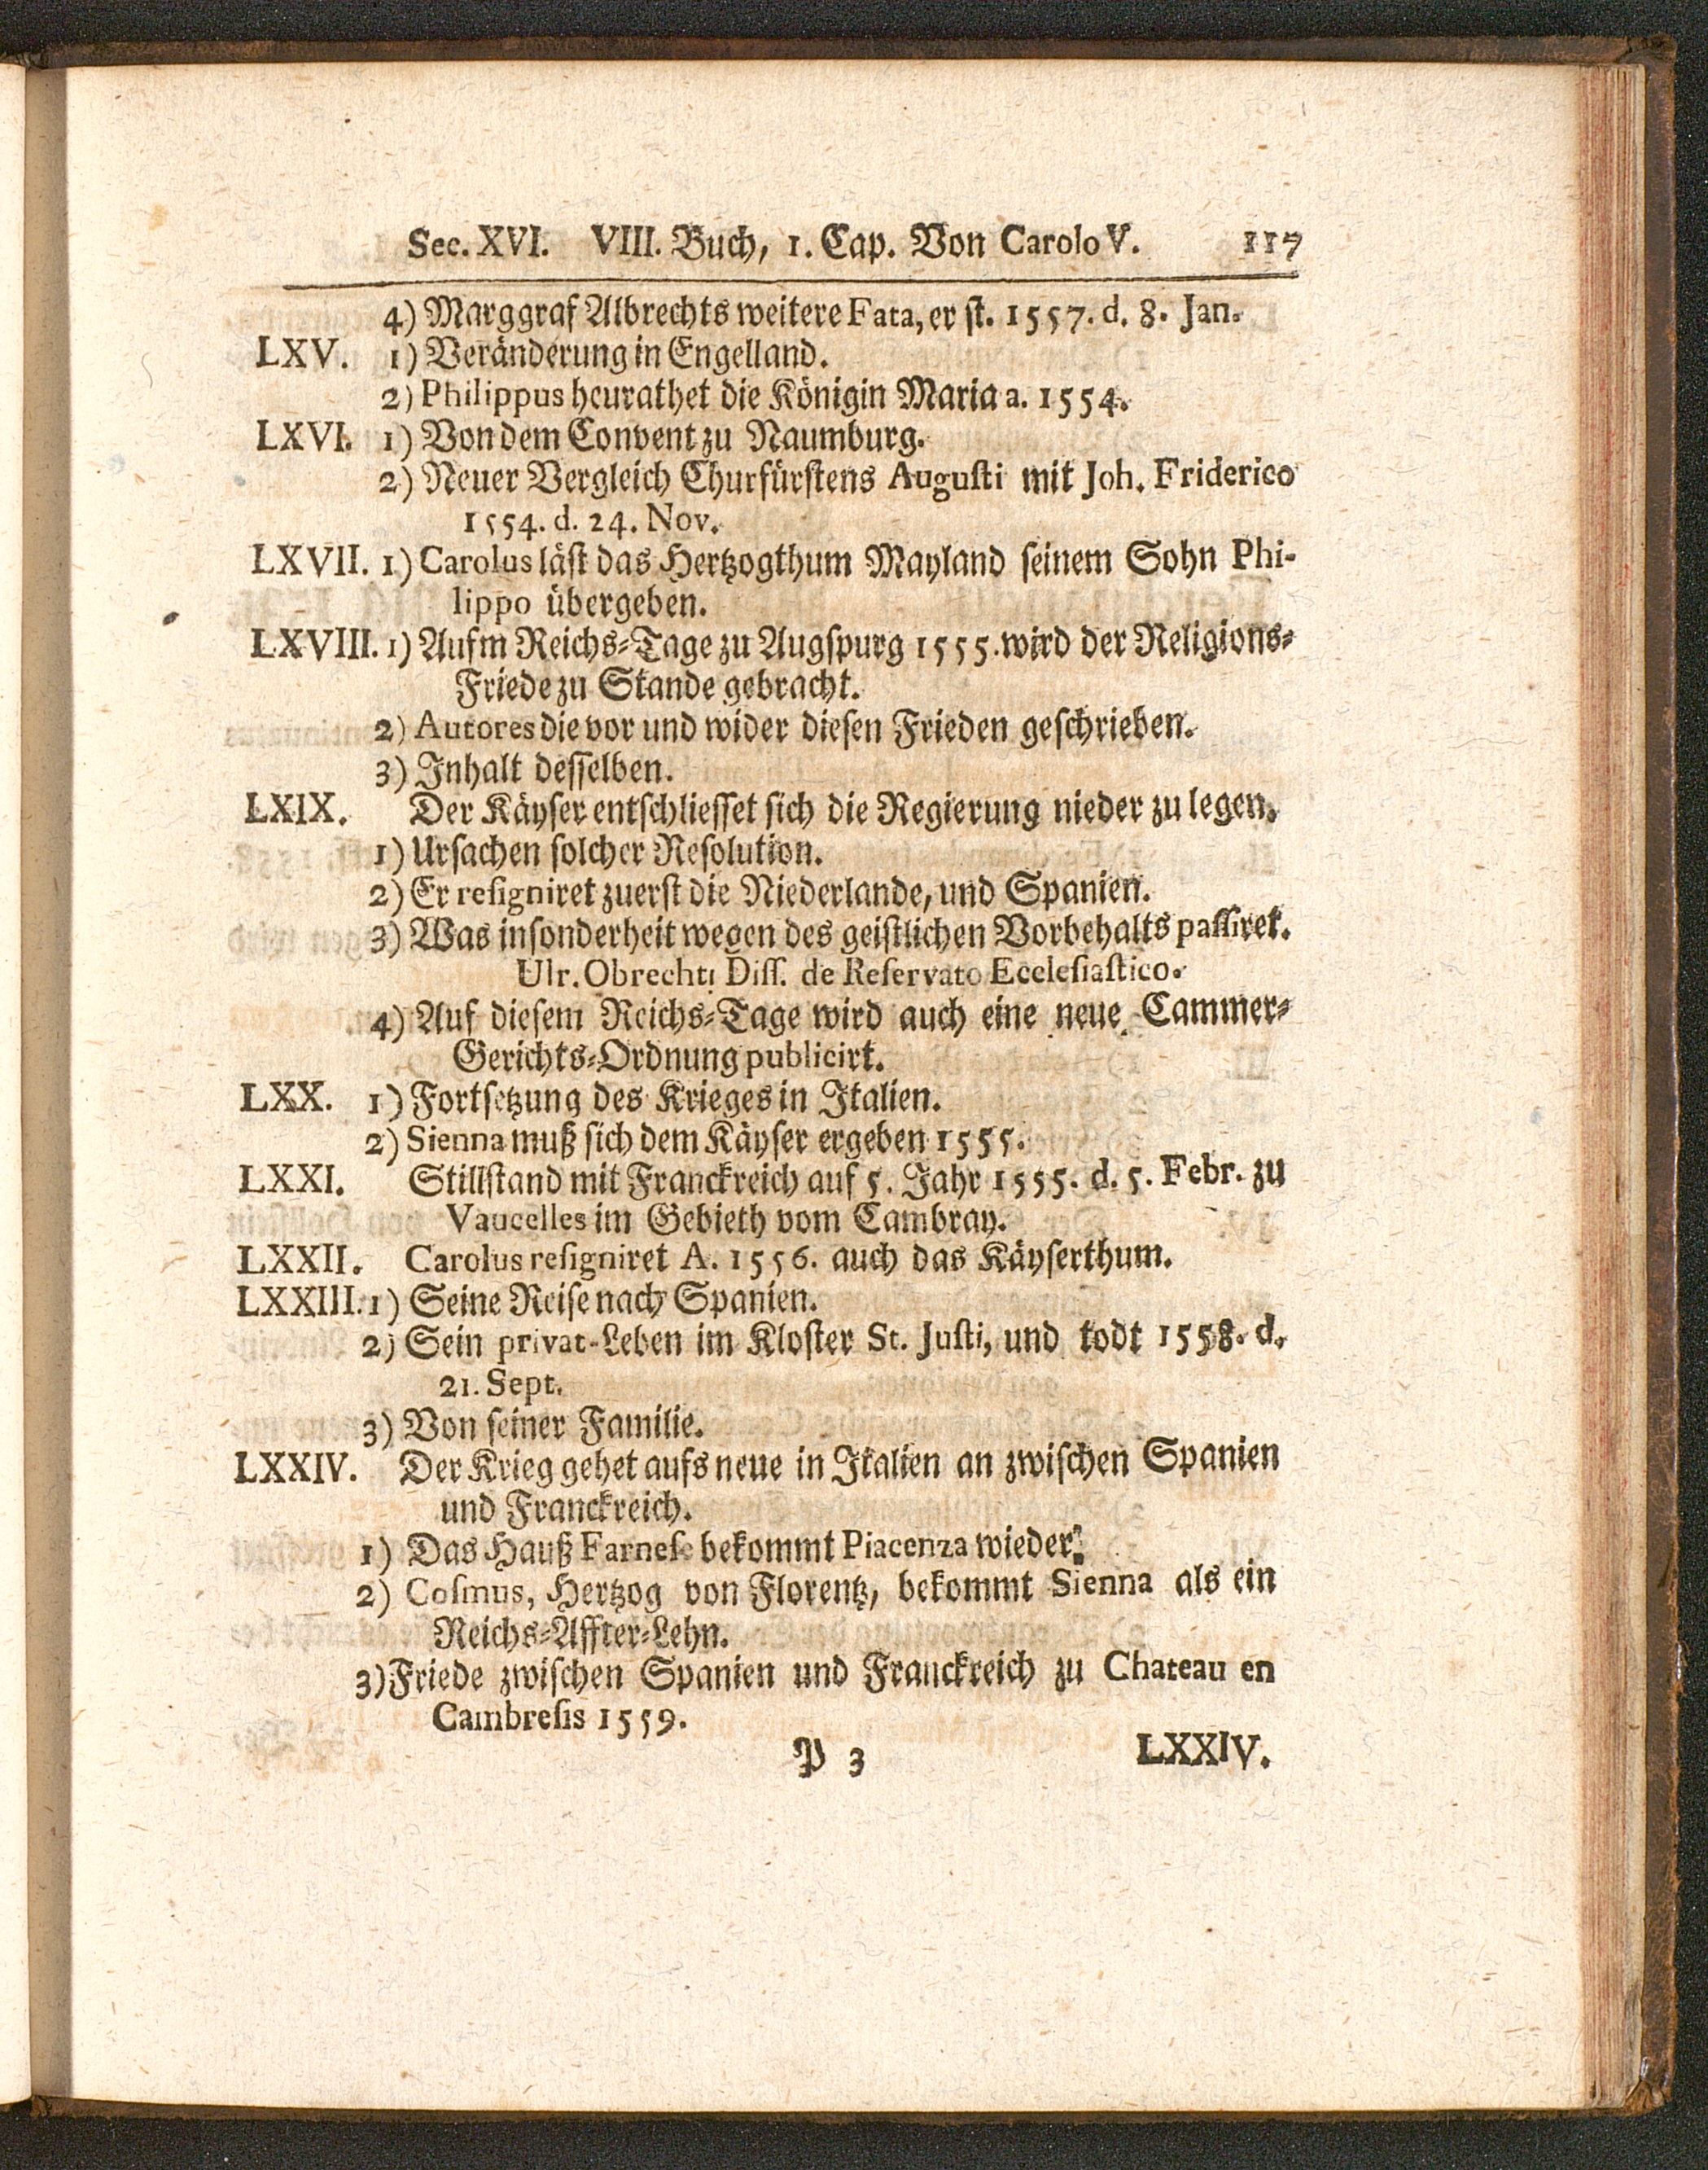 Sec. XVI. VIII. Buch, 1. Cap. Von Carolo V. 117
4) Marggraf Albrechts weitere Fata, er st. 1557. d. 8. Jan.
LXV. 1) Veränderung in Engelland.
2) Philippus heurathet die Königin Maria a. 1554.
LXVI. 1) Von dem Convent zu Naumburg.
2) Neuer Vergleich Churfürstens Augusti mit Joh. Friderico
1554. d. 24. Nov.
LXVII. 1) Carolus läst das Hertzogthum Mayland seinem Sohn Phi-
lippo übergeben.
LXVIII. 1) Aufm Reichs-Tage zu Augspurg 1555. wird der Religions-
Friede zu Stande gebracht.
2) Autores die vor und wider diesen Frieden geschrieben.
3) Inhalt desselben.
LXIX. Der Käyser entschliesset sich die Regierung nieder zu legen.
1) Ursachen solcher Resolution.
2) Er resigniret zuerst die Niederlande, und Spanien.
3) Was insonderheit wegen des geistlichen Vorbehalts passiret.
Ulr. Obrechti Diss. de Reservato Ecclesiastico.
4) Auf diesem Reichs-Tage wird auch eine neue Cammer-
Gerichts-Ordnung publicirt.
LXX. 1) Fortsetzung des Krieges in Italien.
2) Sienna muß sich dem Käyser ergeben 1555.
LXXI. Stillstand mit Franckreich auf 5. Jahr 1555. d. 5. Febr. zu
Vaucelles im Gebieth vom Cambray.
LXXII. Carolus resigniret A. 1556. auch das Käyserthum.
LXXIII. 1) Seine Reise nach Spanien.
2) Sein privat-Leben im Kloster St. Justi, und todt 1558. d.
21. Sept.
3) Von seiner Familie.
LXXIV. Der Krieg gehet aufs neue in Italien an zwischen Spanien
und Franckreich.
1) Das Hauß Farnese bekommt Piacenza wieder.
2) Cosmus, Hertzog von Florentz, bekommt Sienna als ein
Reichs-Affter-Lehn.
3) Friede zwischen Spanien und Franckreich zu Chateau en
Cambresis 1559.
P 3 LXXIV.